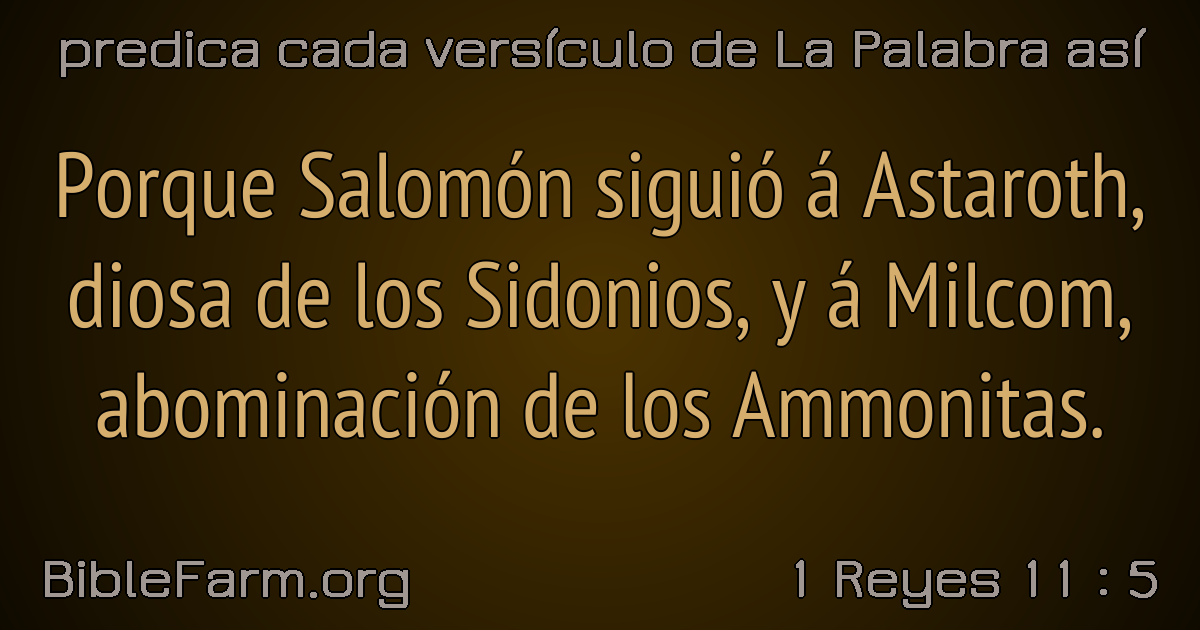 predica cada versículo de La Palabra así
Porque Salomón siguió á Astaroth,
diosa de los Sidonios, y á Milcom,
abominación de los Ammonitas.
BibleFarm.org
1 Reyes 11 : 5